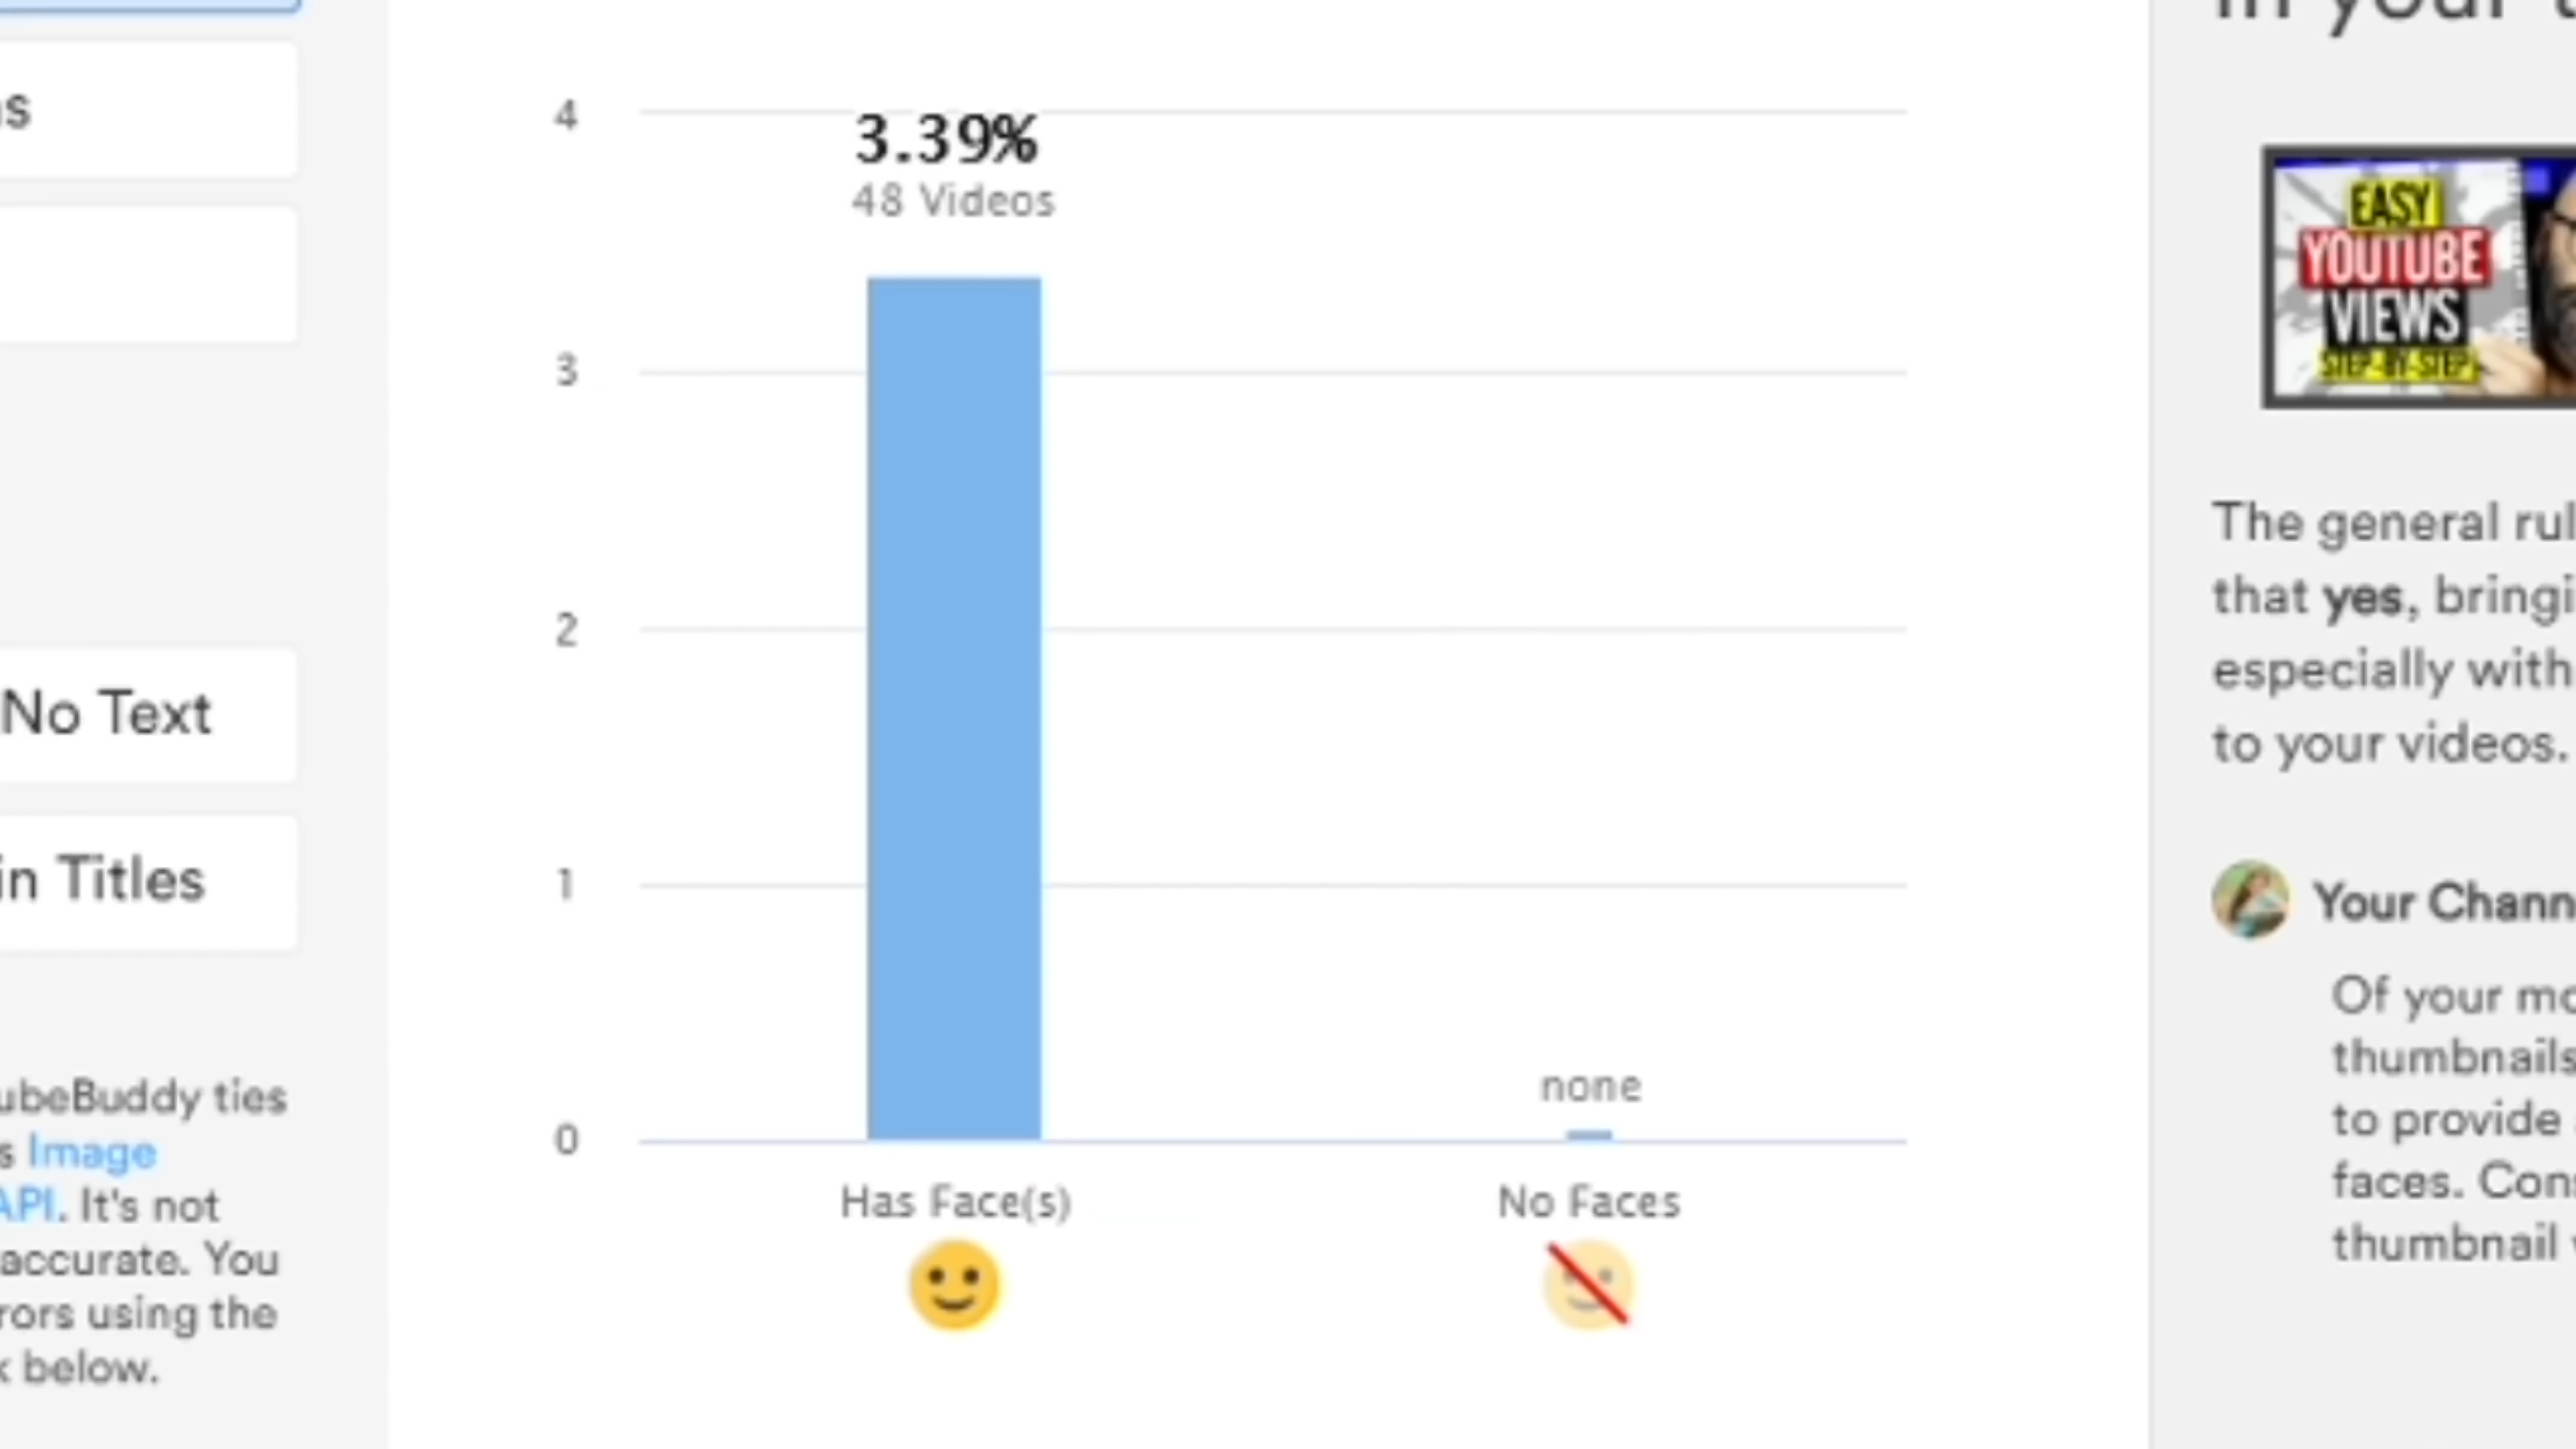 s
No Text
in Titles
ubeBuddy ties
s Image
API. It's not
accurate. You
rors using the
k below.
4
3.39%
48 Videos
3
2
1
none
0
Has Face(s)
No Faces
in your
EASY
YOUTUBE
VIEWS
STEP-BY-STEP
The general rul
that yes, bringi
especially with
to your videos.
Your Chann
Of your mo
thumbnails
to provide
faces. Con
thumbnail